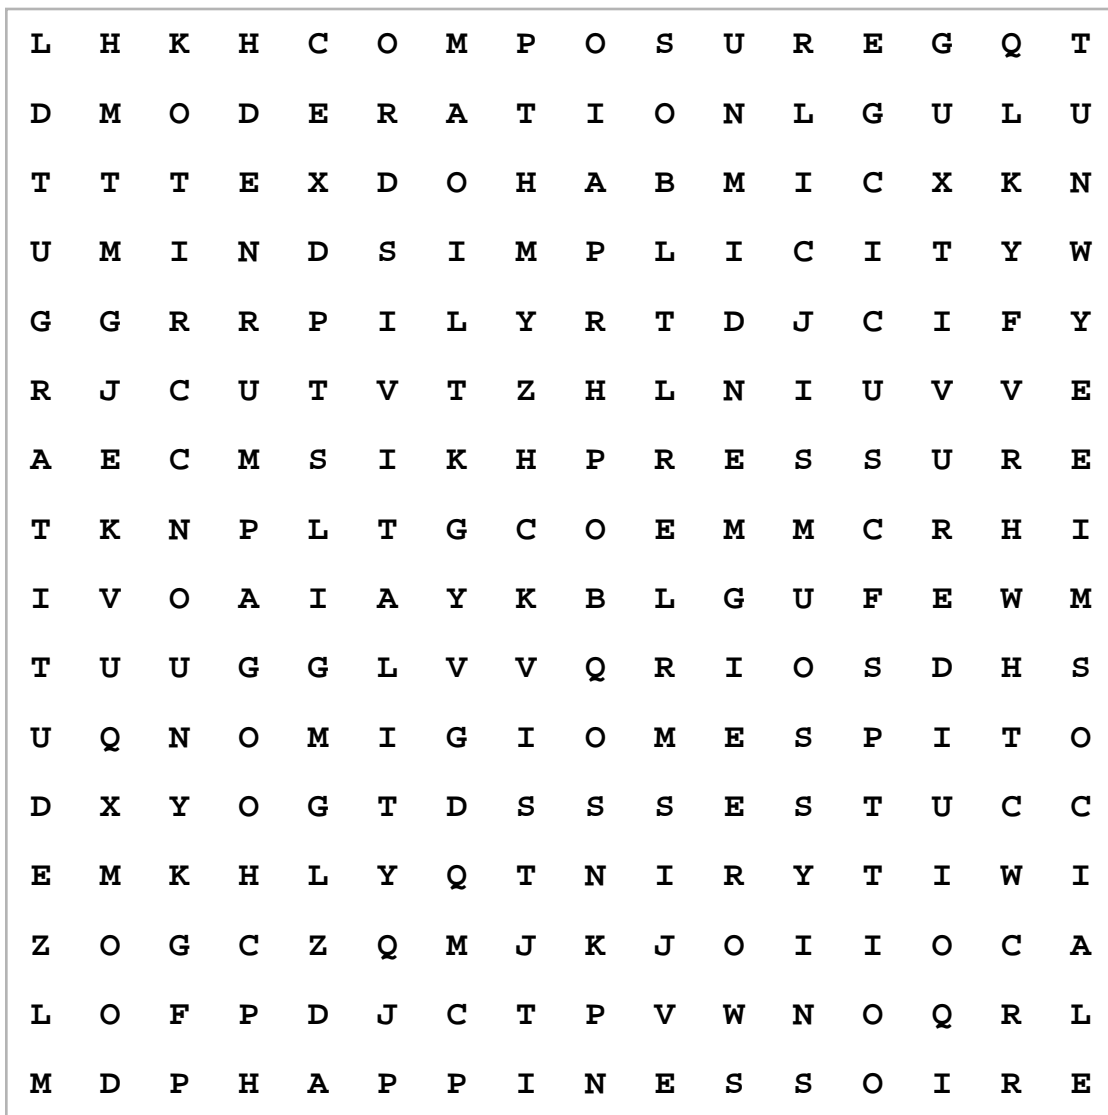 L H K H C O M P O S U R E G Q T
D M O D E R A T I O N L G U L U
T T T E X D O H A B M I C X K N
U M I N D S I M P L I C I T Y W
G G R R P I L Y R T D J C I F Y
R J C U T V T Z H L N I U V V E
A E C M S I K H P R E S S U R E
T K N P L T G C O E M M C R H I
I V O A I A Y K B L G U F E W M
T U U G G L V V Q R I O S D H S
U Q N O M I G I O M E S P I T O
D X Y O G T D S S S E S T U C C
E M K H L Y Q T N I R Y T I W I
Z O G C Z Q M J K J O I I O C A
L O F P D J C T P V W N O Q R L
M D P H A P P I N E S S O I R E